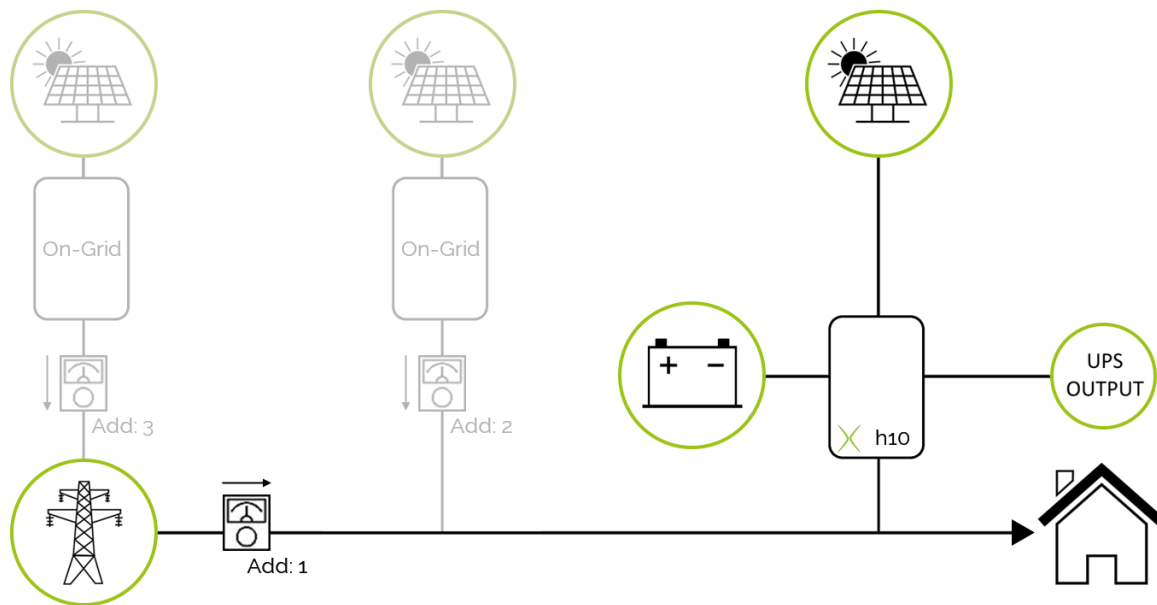 On-Grid
On-Grid
UPS
OUTPUT
Add: 3
Add: 2
+ −
h10
Add: 1